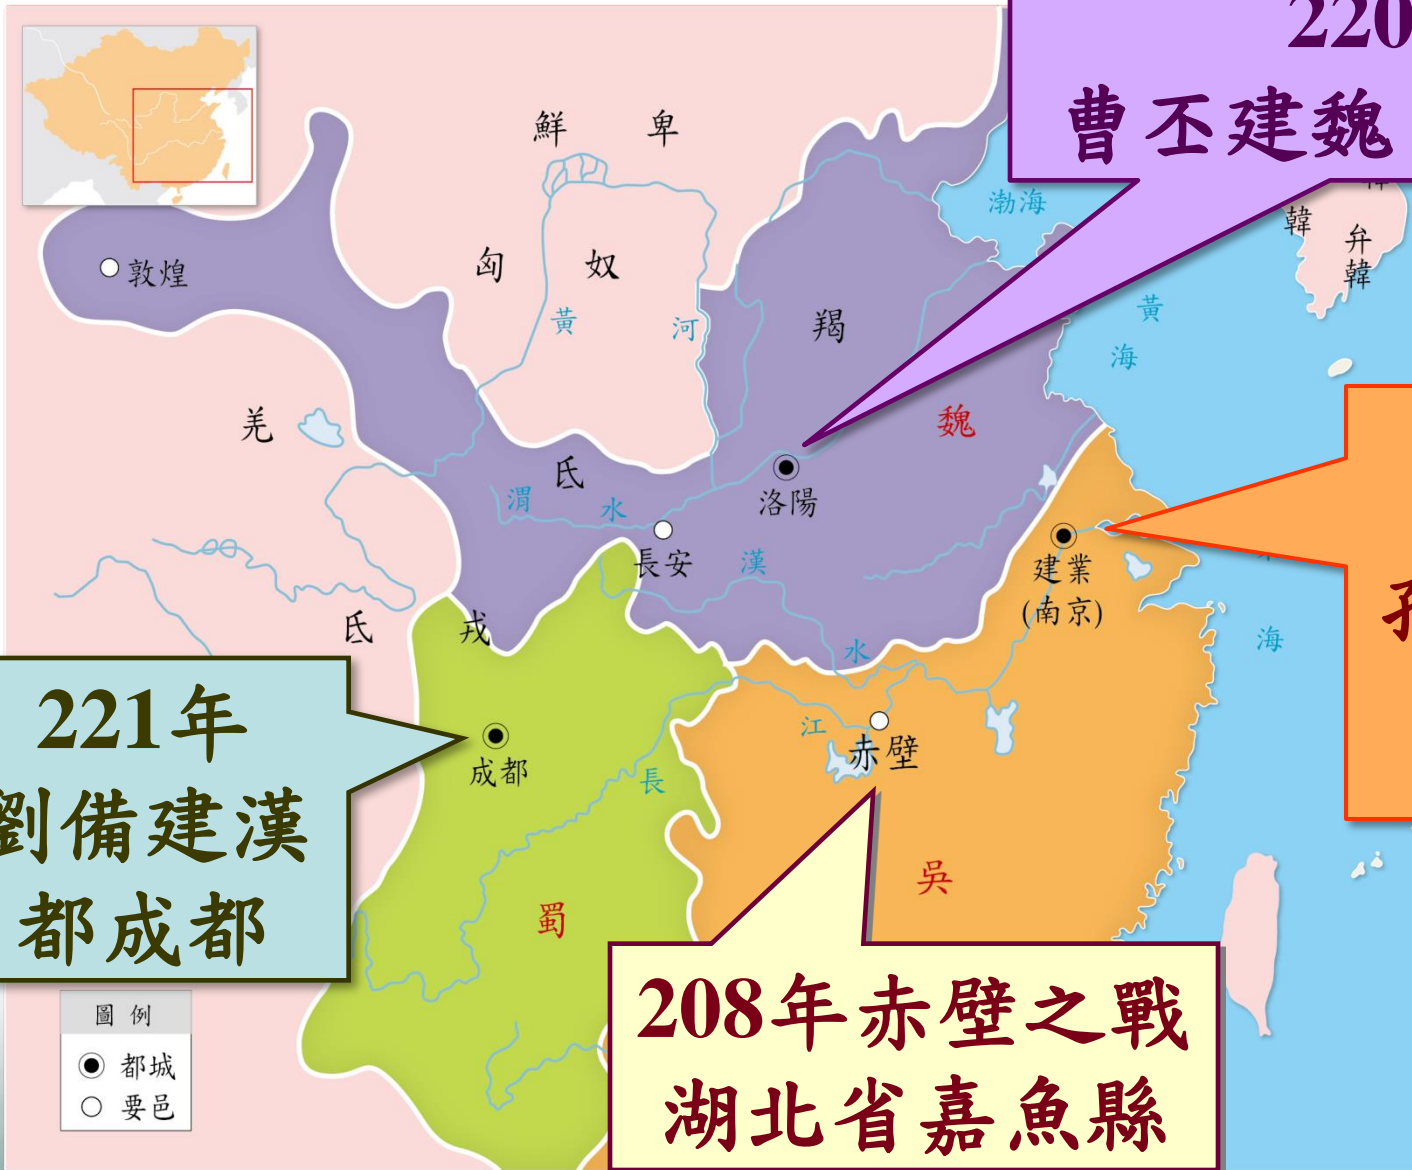 220
曹丕建魏
鮮卑
渤海
韓
弁韓
敦煌
匈奴
黃河
羯
黃海
羌
魏
氐
渭水
洛陽
長安
漢水
建業
(南京)
氐
戎
海
221年
劉備建漢
都成都
成都
江
赤壁
長
吳
蜀
208年赤壁之戰
湖北省嘉魚縣
圖例
都城
要邑